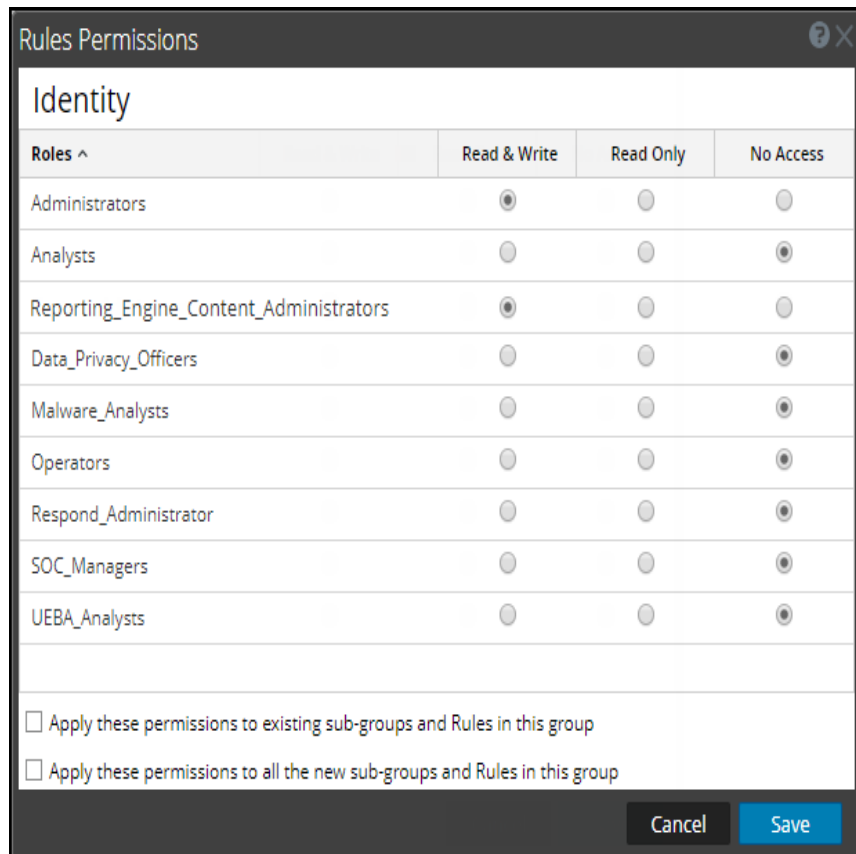 Rules Permissions
Identity
Roles ^ Read & Write Read Only No Access
Administrators
Analysts
Reporting_Engine_Content_Administrators
Data_Privacy_Officers
Malware_Analysts
Operators
Respond_Administrator
SOC_Managers
UEBA_Analysts
Apply these permissions to existing sub-groups and Rules in this group
Apply these permissions to all the new sub-groups and Rules in this group
Cancel Save